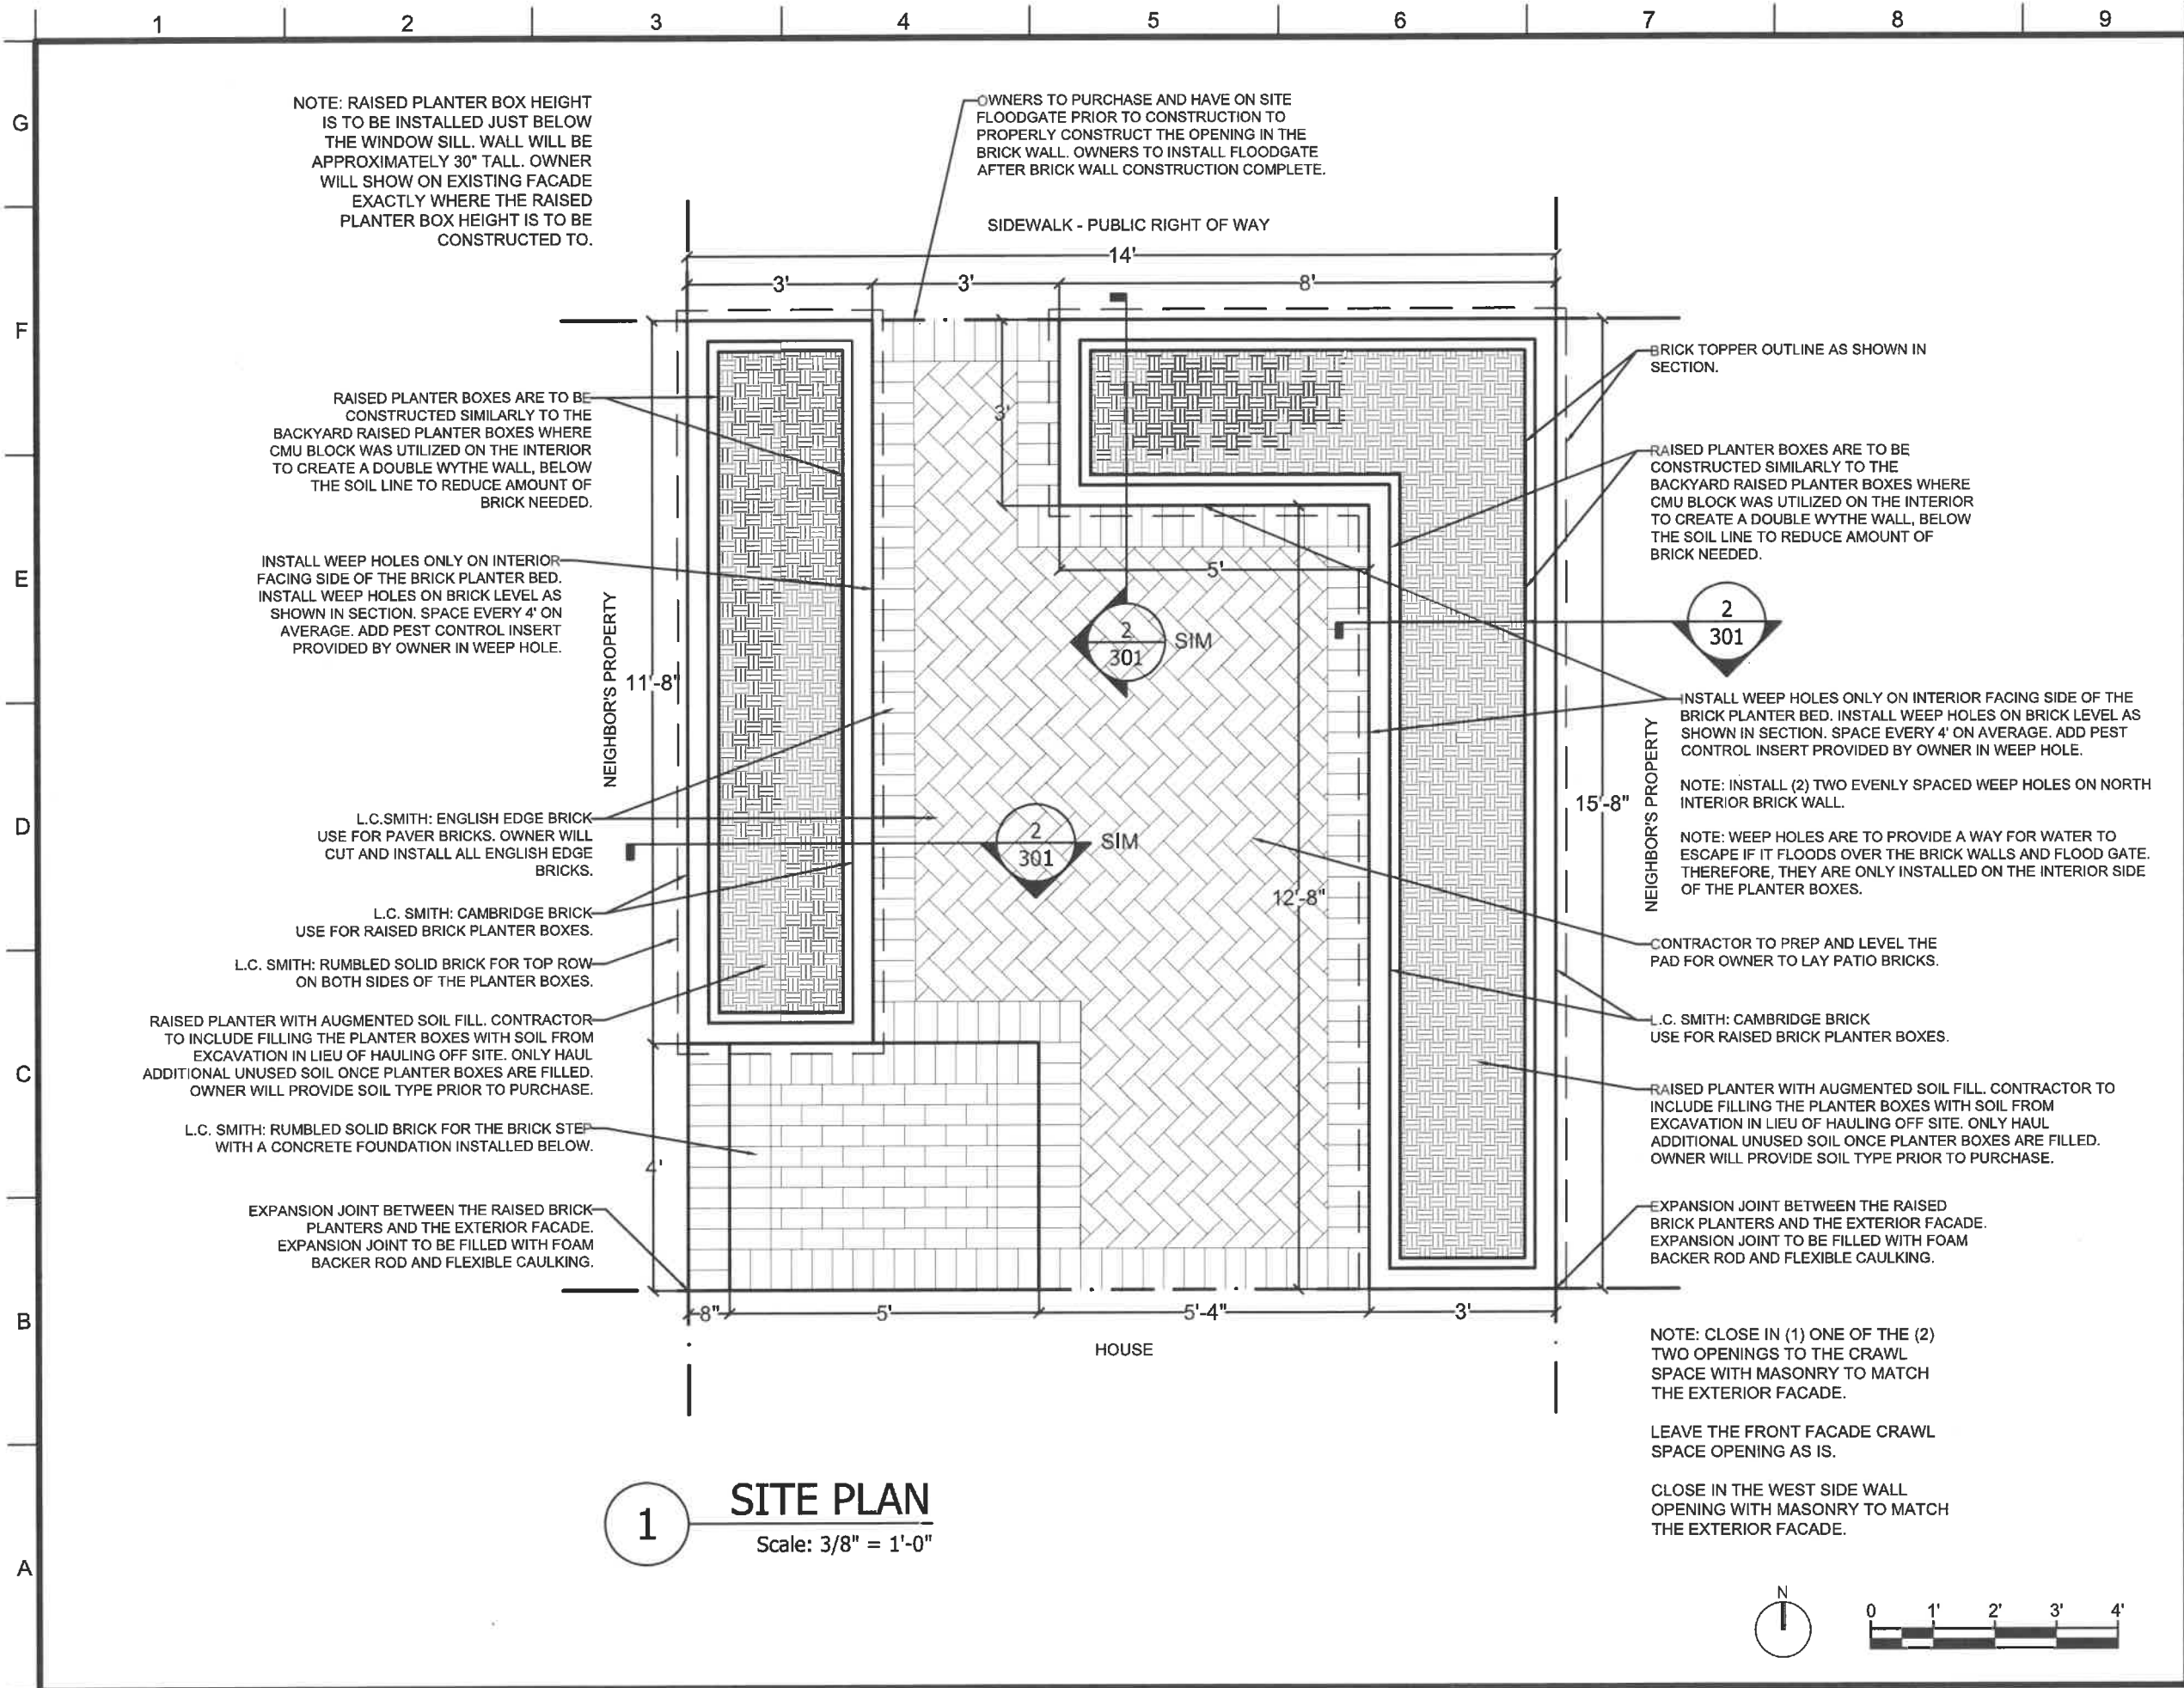 1 2 3 4 5 6 7 8 9
G
F
E
D
C
B
A
NOTE: RAISED PLANTER BOX HEIGHT
IS TO BE INSTALLED JUST BELOW
THE WINDOW SILL. WALL WILL BE
APPROXIMATELY 30" TALL. OWNER
WILL SHOW ON EXISTING FACADE
EXACTLY WHERE THE RAISED
PLANTER BOX HEIGHT IS TO BE
CONSTRUCTED TO.
OWNERS TO PURCHASE AND HAVE ON SITE
FLOODGATE PRIOR TO CONSTRUCTION TO
PROPERLY CONSTRUCT THE OPENING IN THE
BRICK WALL. OWNERS TO INSTALL FLOODGATE
AFTER BRICK WALL CONSTRUCTION COMPLETE.
SIDEWALK - PUBLIC RIGHT OF WAY
14'
3' 3' 8'
RAISED PLANTER BOXES ARE TO BE
CONSTRUCTED SIMILARLY TO THE
BACKYARD RAISED PLANTER BOXES WHERE
CMU BLOCK WAS UTILIZED ON THE INTERIOR
TO CREATE A DOUBLE WYTHE WALL, BELOW
THE SOIL LINE TO REDUCE AMOUNT OF
BRICK NEEDED.
INSTALL WEEP HOLES ONLY ON INTERIOR
FACING SIDE OF THE BRICK PLANTER BED.
INSTALL WEEP HOLES ON BRICK LEVEL AS
SHOWN IN SECTION. SPACE EVERY 4' ON
AVERAGE. ADD PEST CONTROL INSERT
PROVIDED BY OWNER IN WEEP HOLE.
NEIGHBOR'S PROPERTY
11'-8"
L.C.SMITH: ENGLISH EDGE BRICK
USE FOR PAVER BRICKS. OWNER WILL
CUT AND INSTALL ALL ENGLISH EDGE
BRICKS.
L.C. SMITH: CAMBRIDGE BRICK
USE FOR RAISED BRICK PLANTER BOXES.
L.C. SMITH: RUMBLED SOLID BRICK FOR TOP ROW
ON BOTH SIDES OF THE PLANTER BOXES.
RAISED PLANTER WITH AUGMENTED SOIL FILL. CONTRACTOR
TO INCLUDE FILLING THE PLANTER BOXES WITH SOIL FROM
EXCAVATION IN LIEU OF HAULING OFF SITE. ONLY HAUL
ADDITIONAL UNUSED SOIL ONCE PLANTER BOXES ARE FILLED.
OWNER WILL PROVIDE SOIL TYPE PRIOR TO PURCHASE.
L.C. SMITH: RUMBLED SOLID BRICK FOR THE BRICK STEP
WITH A CONCRETE FOUNDATION INSTALLED BELOW.
4'
EXPANSION JOINT BETWEEN THE RAISED BRICK
PLANTERS AND THE EXTERIOR FACADE.
EXPANSION JOINT TO BE FILLED WITH FOAM
BACKER ROD AND FLEXIBLE CAULKING.
3'
5'
2
301
SIM
2
301
SIM
12'-8"
8" 5' 5'-4" 3'
HOUSE
BRICK TOPPER OUTLINE AS SHOWN IN
SECTION.
RAISED PLANTER BOXES ARE TO BE
CONSTRUCTED SIMILARLY TO THE
BACKYARD RAISED PLANTER BOXES WHERE
CMU BLOCK WAS UTILIZED ON THE INTERIOR
TO CREATE A DOUBLE WYTHE WALL, BELOW
THE SOIL LINE TO REDUCE AMOUNT OF
BRICK NEEDED.
2
301
INSTALL WEEP HOLES ONLY ON INTERIOR FACING SIDE OF THE
BRICK PLANTER BED. INSTALL WEEP HOLES ON BRICK LEVEL AS
SHOWN IN SECTION. SPACE EVERY 4' ON AVERAGE. ADD PEST
CONTROL INSERT PROVIDED BY OWNER IN WEEP HOLE.
NOTE: INSTALL (2) TWO EVENLY SPACED WEEP HOLES ON NORTH
INTERIOR BRICK WALL.
15'-8"
NEIGHBOR'S PROPERTY
NOTE: WEEP HOLES ARE TO PROVIDE A WAY FOR WATER TO
ESCAPE IF IT FLOODS OVER THE BRICK WALLS AND FLOOD GATE.
THEREFORE, THEY ARE ONLY INSTALLED ON THE INTERIOR SIDE
OF THE PLANTER BOXES.
CONTRACTOR TO PREP AND LEVEL THE
PAD FOR OWNER TO LAY PATIO BRICKS.
L.C. SMITH: CAMBRIDGE BRICK
USE FOR RAISED BRICK PLANTER BOXES.
RAISED PLANTER WITH AUGMENTED SOIL FILL. CONTRACTOR TO
INCLUDE FILLING THE PLANTER BOXES WITH SOIL FROM
EXCAVATION IN LIEU OF HAULING OFF SITE. ONLY HAUL
ADDITIONAL UNUSED SOIL ONCE PLANTER BOXES ARE FILLED.
OWNER WILL PROVIDE SOIL TYPE PRIOR TO PURCHASE.
EXPANSION JOINT BETWEEN THE RAISED
BRICK PLANTERS AND THE EXTERIOR FACADE.
EXPANSION JOINT TO BE FILLED WITH FOAM
BACKER ROD AND FLEXIBLE CAULKING.
NOTE: CLOSE IN (1) ONE OF THE (2)
TWO OPENINGS TO THE CRAWL
SPACE WITH MASONRY TO MATCH
THE EXTERIOR FACADE.
LEAVE THE FRONT FACADE CRAWL
SPACE OPENING AS IS.
CLOSE IN THE WEST SIDE WALL
OPENING WITH MASONRY TO MATCH
THE EXTERIOR FACADE.
1
SITE PLAN
Scale: 3/8" = 1'-0"
N
0 1' 2' 3' 4'